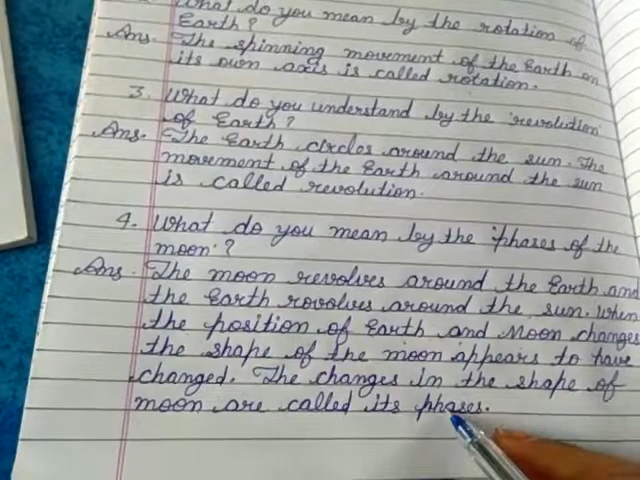 What do you mean by the rotation of
Earth?
Ans. The spinning movement of the Earth on
its own axis is called rotation.
3. What do you understand by the 'revolution'
of Earth?
Ans. The Earth circles around the sun. The
movement of the Earth around the sun
is called revolution.
4. What do you mean by the 'phases of the
moon'?
Ans. The moon revolves around the Earth and
the Earth revolves around the sun. When
the position of Earth and Moon changes
the shape of the moon appears to have
changed. The changes in the shape of
moon are called its phases.